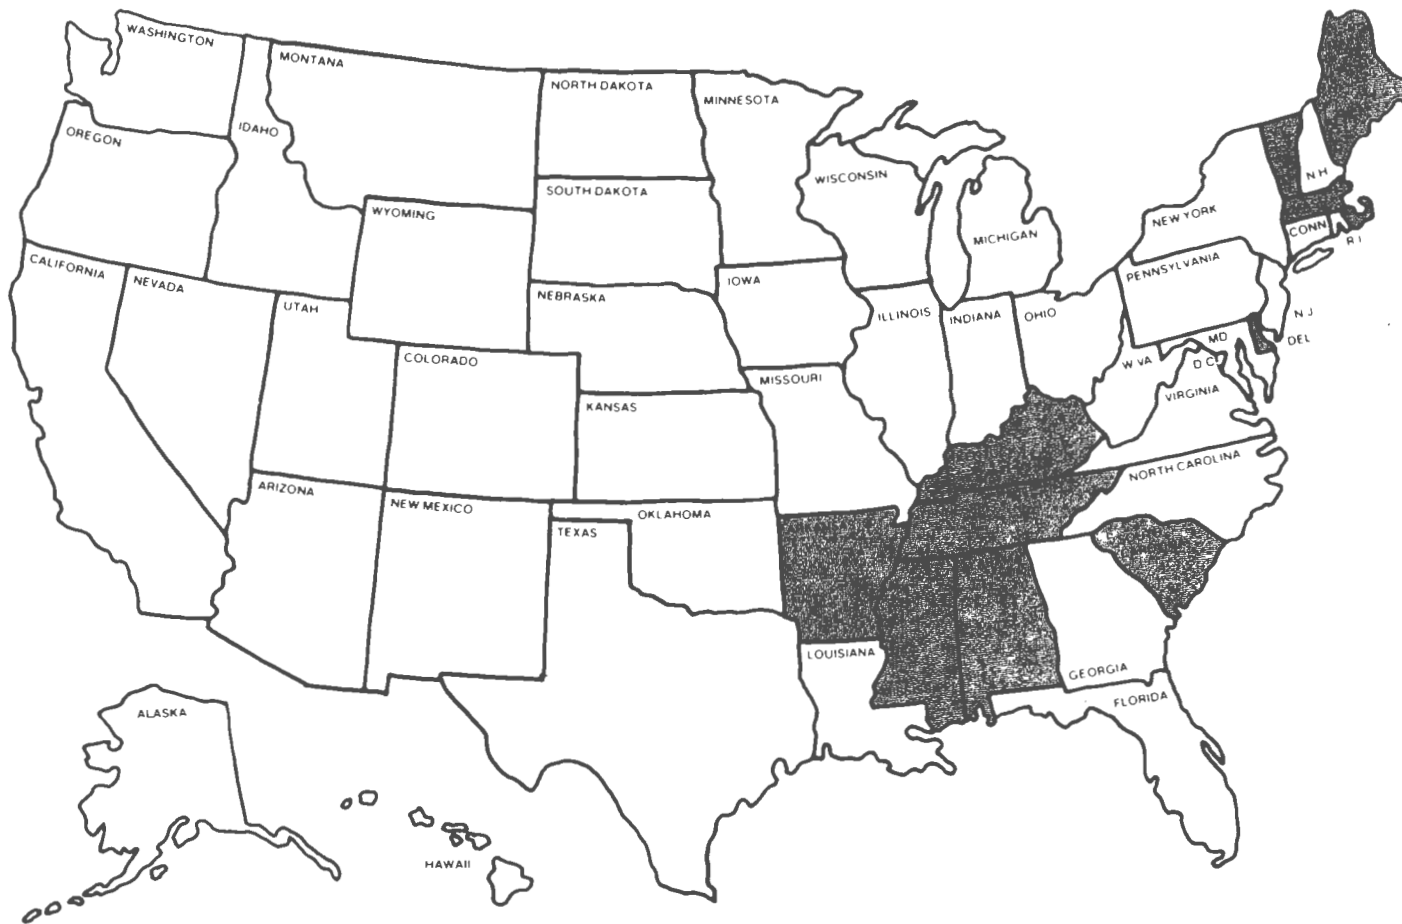 WASHINGTON
MONTANA
NORTH DAKOTA
MINNESOTA
OREGON
IDAHO
WISCONSIN
N H
SOUTH DAKOTA
WYOMING
NEW YORK
CONN
MICHIGAN
R I
CALIFORNIA
NEVADA
PENNSYLVANIA
IOWA
NEBRASKA
UTAH
ILLINOIS
INDIANA
OHIO
N J
MD
DEL
COLORADO
W VA
D C
MISSOURI
VIRGINIA
KANSAS
NORTH CAROLINA
ARIZONA
NEW MEXICO
OKLAHOMA
TEXAS
LOUISIANA
GEORGIA
FLORIDA
ALASKA
HAWAII